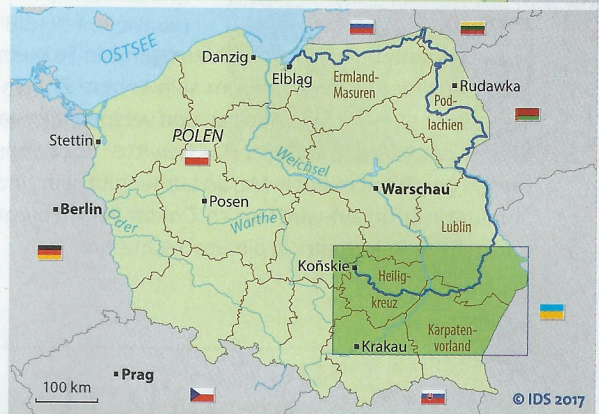 OSTSEE
Danzig
Elbląg
Ermland-
Masuren
Rudawka
Pod-
lachien
Stettin
POLEN
Weichsel
Warschau
Berlin
Oder
Posen
Warthe
Lublin
Końskie
Heilig-
kreuz
Krakau
Karpaten-
vorland
Prag
100 km
© IDS 2017